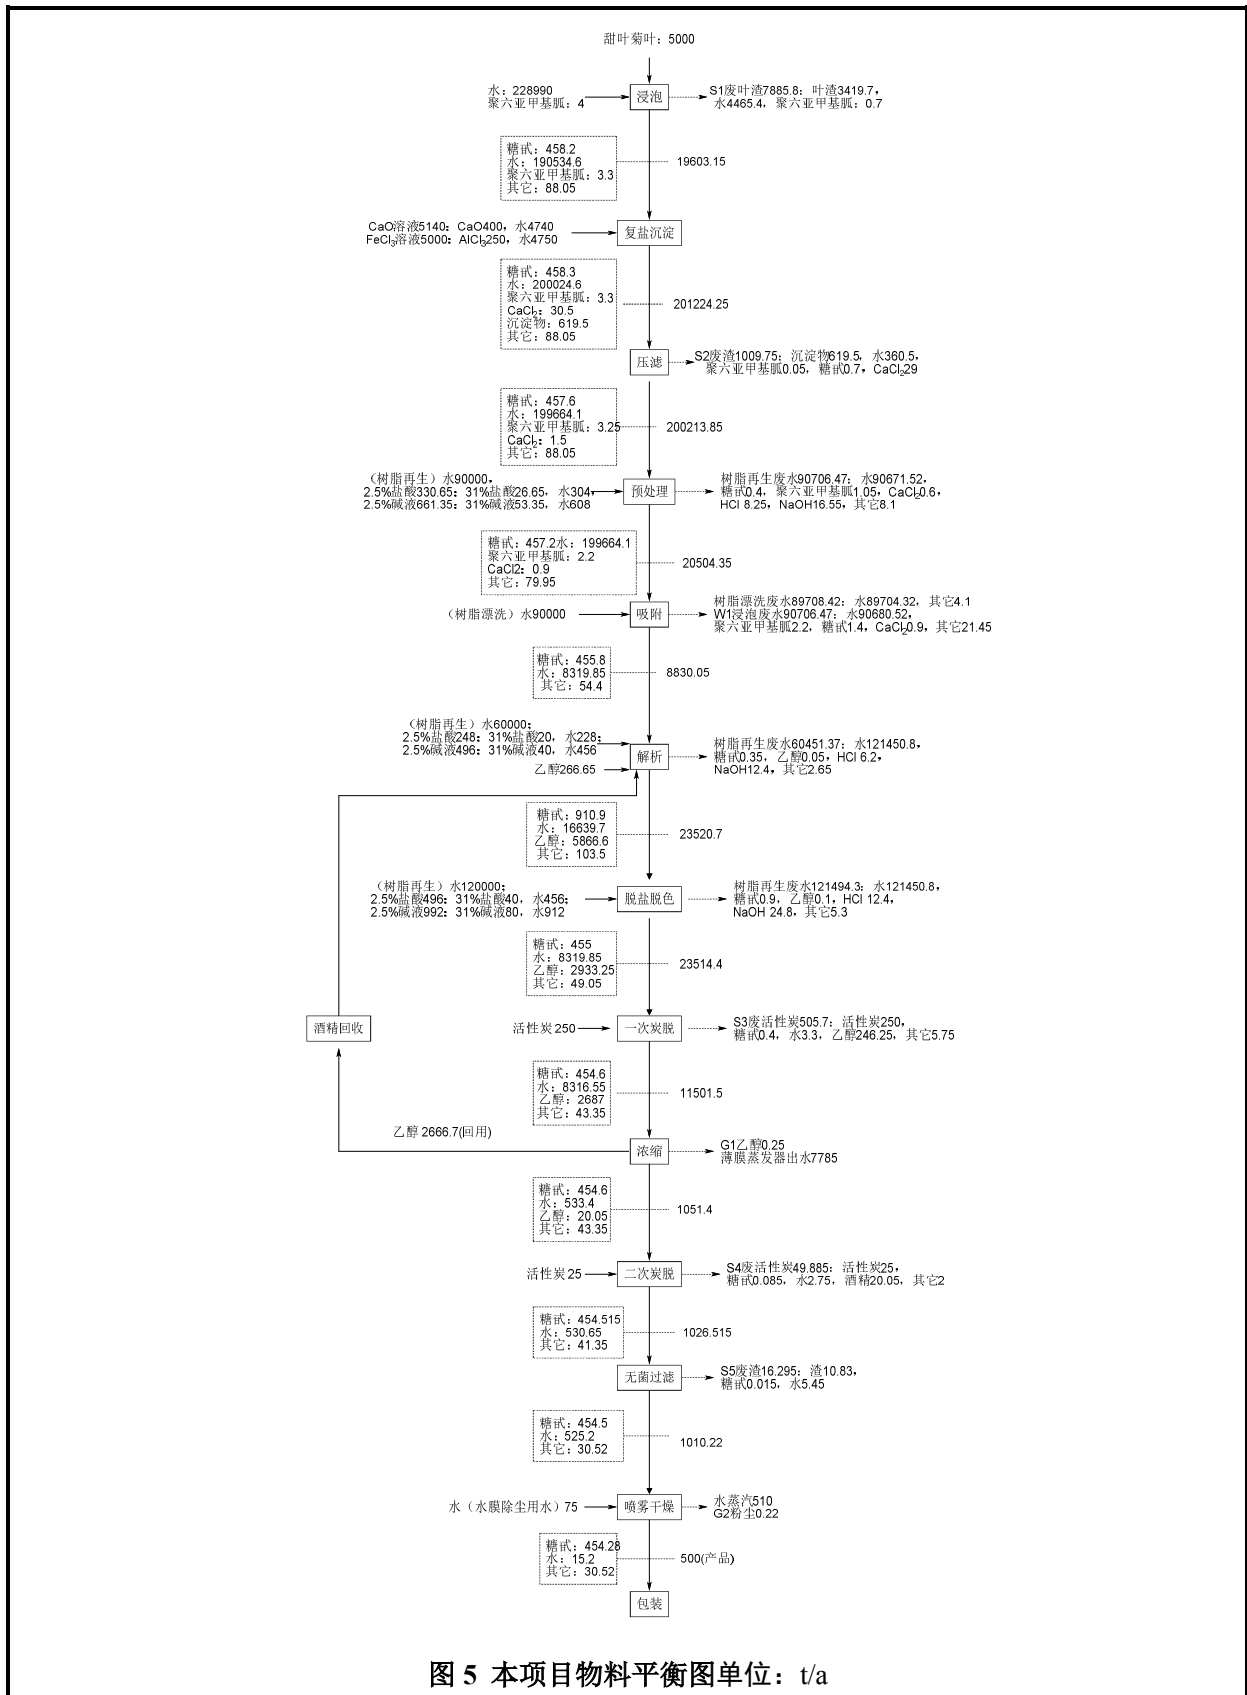 甜叶菊叶：5000
水：228990
聚六亚甲基胍：4
浸泡
S1废叶渣7885.8：叶渣3419.7，
水4465.4，聚六亚甲基胍：0.7
糖甙：458.2
水：190534.6
聚六亚甲基胍：3.3
其它：88.05
19603.15
CaO溶液5140：CaO400，水4740
FeCl3溶液5000：AlCl3250，水4750
复盐沉淀
糖甙：458.3
水：200024.6
聚六亚甲基胍：3.3
CaCl2：30.5
沉淀物：619.5
其它：88.05
201224.25
压滤
S2废渣1009.75：沉淀物619.5，水360.5，
聚六亚甲基胍0.05，糖甙0.7，CaCl229
糖甙：457.6
水：199664.1
聚六亚甲基胍：3.25
CaCl2：1.5
其它：88.05
200213.85
（树脂再生）水90000，
2.5%盐酸330.65：31%盐酸26.65，水304，
2.5%碱液661.35：31%碱液53.35，水608
预处理
树脂再生废水90706.47：水90671.52，
糖甙0.4，聚六亚甲基胍1.05，CaCl20.6，
HCl 8.25，NaOH16.55，其它8.1
糖甙：457.2水：199664.1
聚六亚甲基胍：2.2
CaCl2：0.9
其它：79.95
20504.35
（树脂漂洗）水90000
吸附
树脂漂洗废水89708.42：水89704.32，其它4.1
W1浸泡废水90706.47：水90680.52，
聚六亚甲基胍2.2，糖甙1.4，CaCl20.9，其它21.45
糖甙：455.8
水：8319.85
其它：54.4
8830.05
（树脂再生）水60000；
2.5%盐酸248：31%盐酸20，水228；
2.5%碱液496：31%碱液40，水456
乙醇266.65
解析
树脂再生废水60451.37：水121450.8，
糖甙0.35，乙醇0.05，HCl 6.2，
NaOH12.4，其它2.65
糖甙：910.9
水：16639.7
乙醇：5866.6
其它：103.5
23520.7
（树脂再生）水120000；
2.5%盐酸496：31%盐酸40，水456；
2.5%碱液992：31%碱液80，水912
脱盐脱色
树脂再生废水121494.3：水121450.8，
糖甙0.9，乙醇0.1，HCl 12.4，
NaOH 24.8，其它5.3
糖甙：455
水：8319.85
乙醇：2933.25
其它：49.05
23514.4
酒精回收
活性炭250
一次炭脱
S3废活性炭505.7：活性炭250，
糖甙0.4，水3.3，乙醇246.25，其它5.75
糖甙：454.6
水：8316.55
乙醇：2687
其它：43.35
11501.5
乙醇 2666.7(回用)
浓缩
G1乙醇0.25
薄膜蒸发器出水7785
糖甙：454.6
水：533.4
乙醇：20.05
其它：43.35
1051.4
活性炭25
二次炭脱
S4废活性炭49.885：活性炭25，
糖甙0.085，水2.75，酒精20.05，其它2
糖甙：454.515
水：530.65
其它：41.35
1026.515
无菌过滤
S5废渣16.295：渣10.83，
糖甙0.015，水5.45
糖甙：454.5
水：525.2
其它：30.52
1010.22
水（水膜除尘用水）75
喷雾干燥
水蒸汽510
G2粉尘0.22
糖甙：454.28
水：15.2
其它：30.52
500(产品)
包装
图 5 本项目物料平衡图单位：t/a